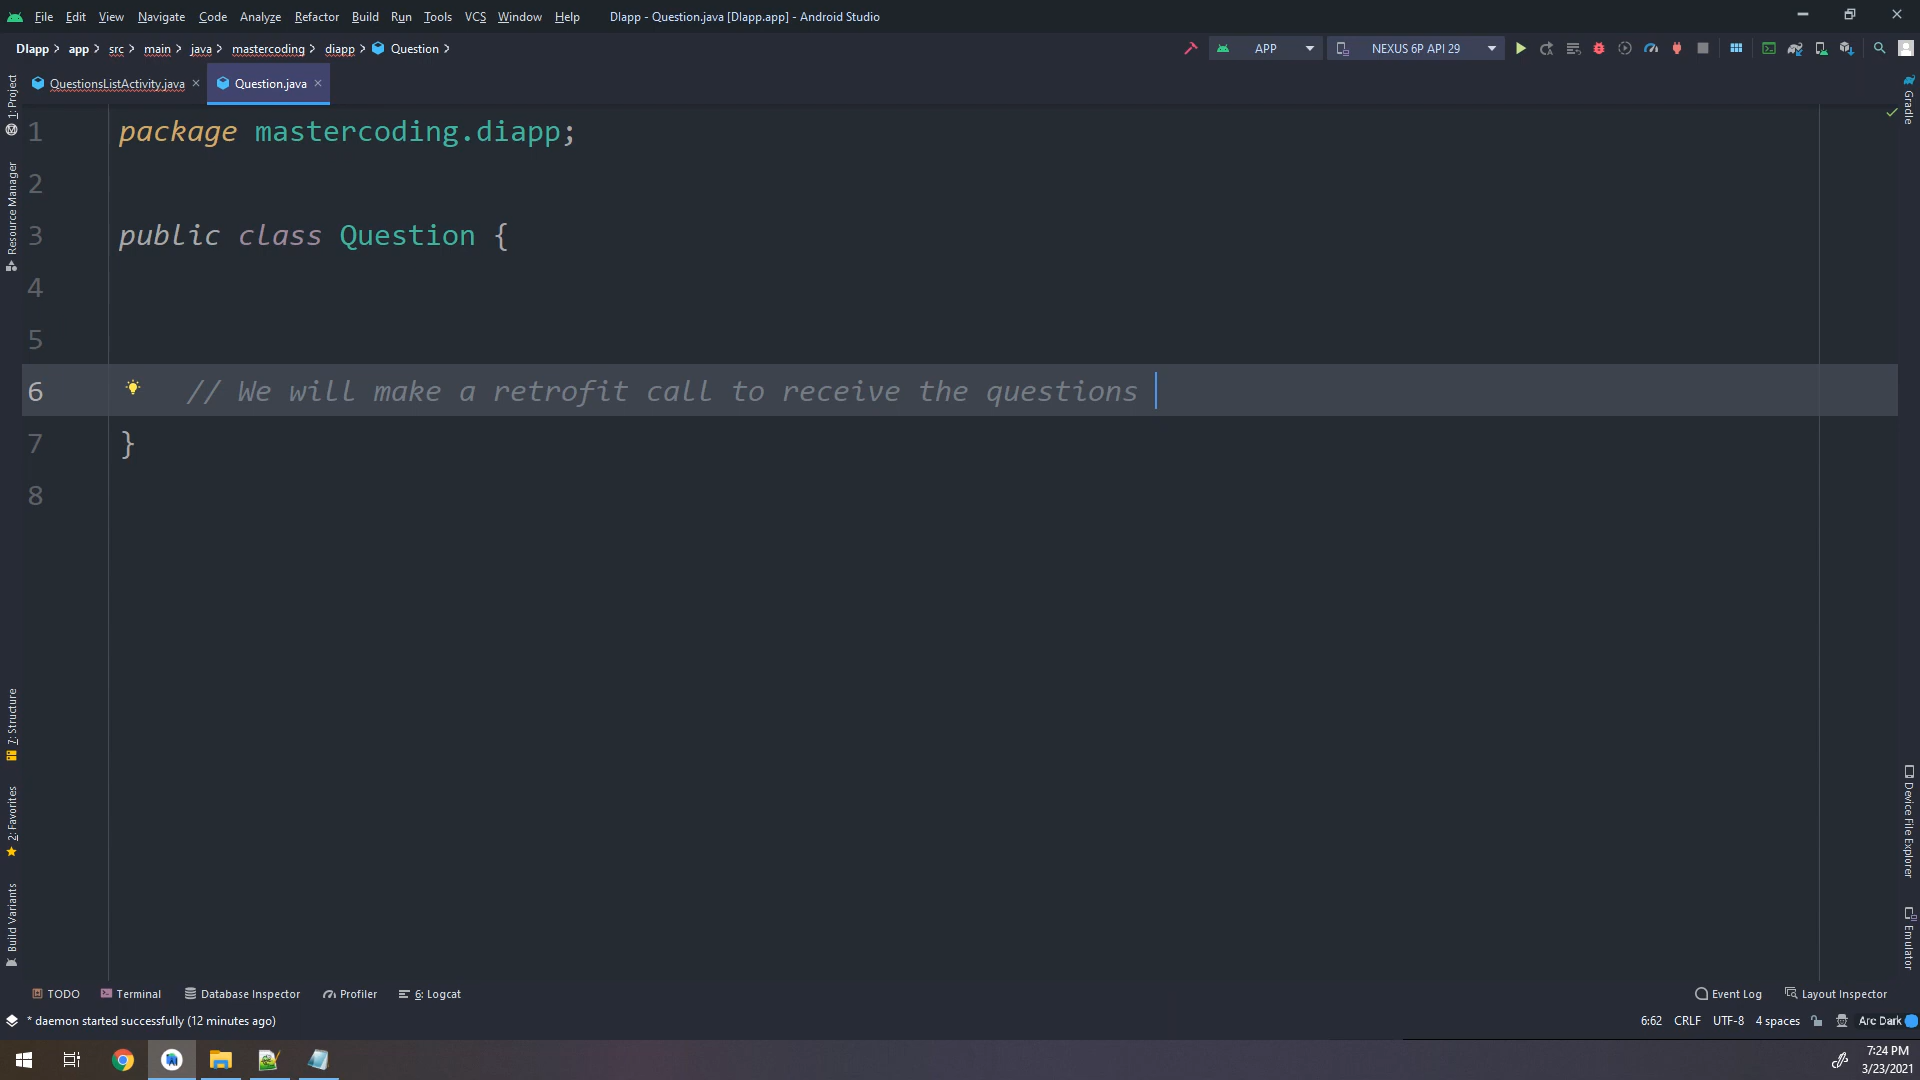 File Edit View Navigate Code Analyze Refactor Build Run Tools VCS Window Help DIapp - Question.java [DIapp.app] - Android Studio
DIapp app src main java mastercoding diapp Question APP NEXUS 6P API 29
QuestionsListActivity.java Question.java
1 package mastercoding.diapp;
2
3 public class Question {
4
5
6 // We will make a retrofit call to receive the questions
7 }
8
1: Project
Resource Manager
7: Structure
2: Favorites
Build Variants
Gradle
Device File Explorer
Emulator
TODO Terminal Database Inspector Profiler 6: Logcat Event Log Layout Inspector
* daemon started successfully (12 minutes ago) 6:62 CRLF UTF-8 4 spaces Arc Dark
7:24 PM
3/23/2021